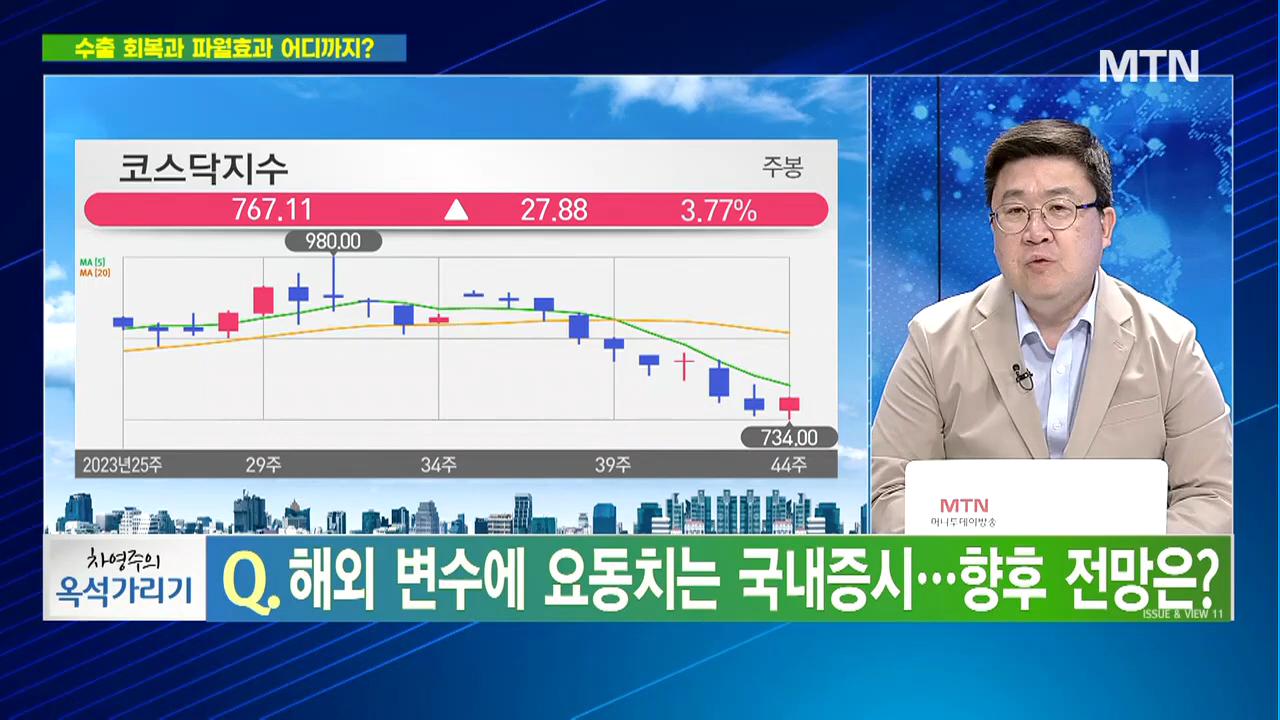 수출 회복과 파월효과 어디까지?
MTN
코스닥지수
주봉
767.11 ▲ 27.88 3.77%
980.00
MA [5]
MA [20]
734.00
2023년25주 29주 34주 39주 44주
MTN
머니투데이방송
차영주의
옥석가리기
Q. 해외 변수에 요동치는 국내증시…향후 전망은?
ISSUE & VIEW 11